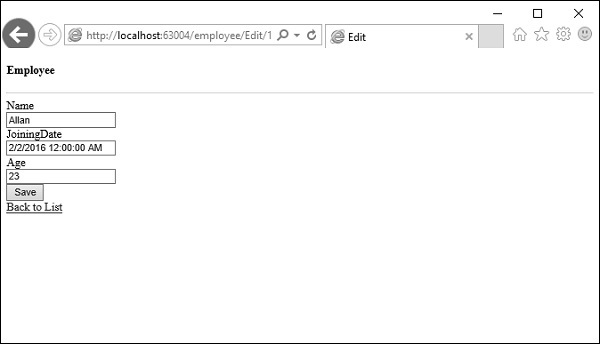 http://localhost:63004/employee/Edit/1
Edit
Employee
Name
Allan
JoiningDate
2/2/2016 12:00:00 AM
Age
23
Save
Back to List